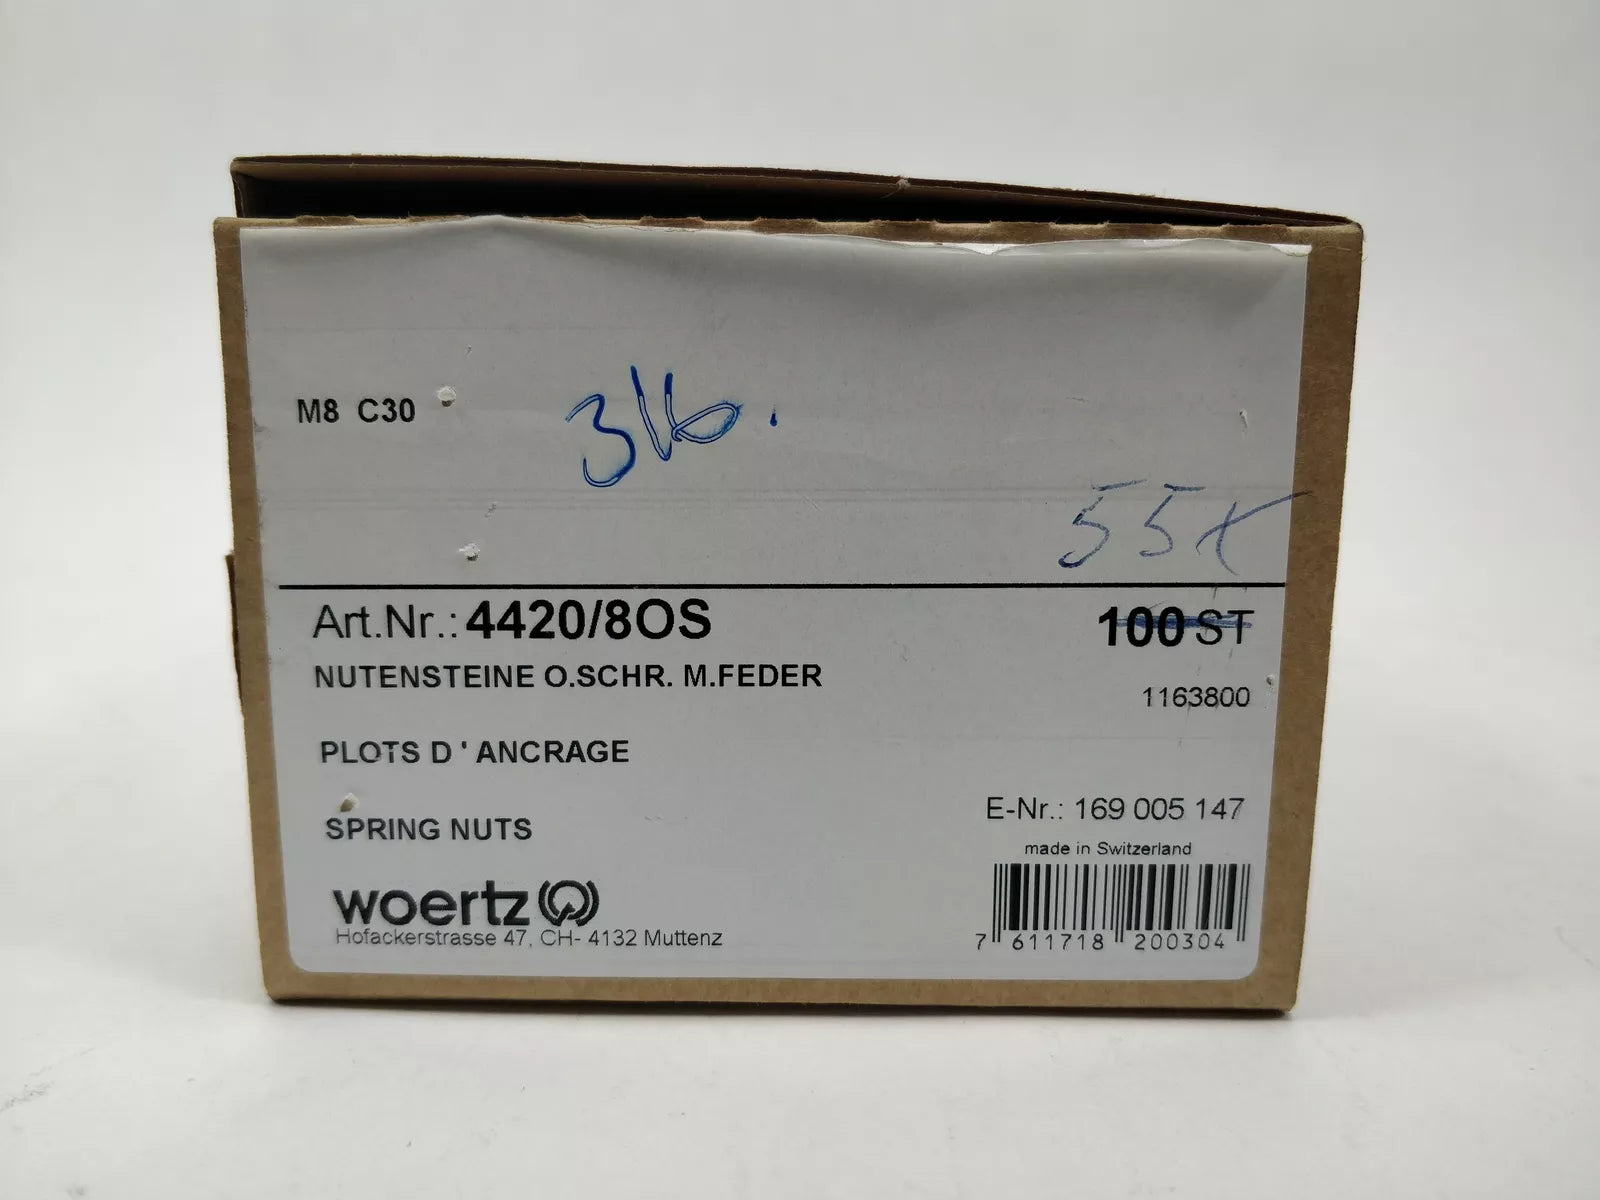 M8 C30
316.
55x
Art.Nr.: 4420/8OS
100 ST
NUTENSTEINE O.SCHR. M.FEDER
1163800
PLOTS D ' ANCRAGE
SPRING NUTS
E-Nr.: 169 005 147
made in Switzerland
woertz
Hofackerstrasse 47, CH- 4132 Muttenz
7 611718 200304